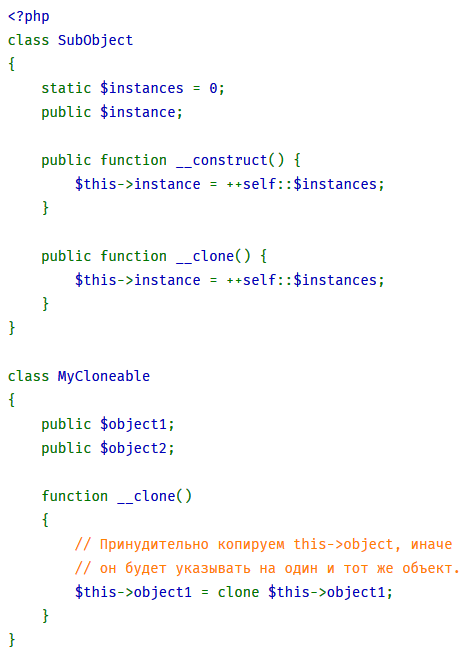 <?php
class SubObject
{
    static $instances = 0;
    public $instance;

    public function __construct() {
        $this->instance = ++self::$instances;
    }

    public function __clone() {
        $this->instance = ++self::$instances;
    }
}

class MyCloneable
{
    public $object1;
    public $object2;

    function __clone()
    {
        // Принудительно копируем this->object, иначе
        // он будет указывать на один и тот же объект.
        $this->object1 = clone $this->object1;
    }
}